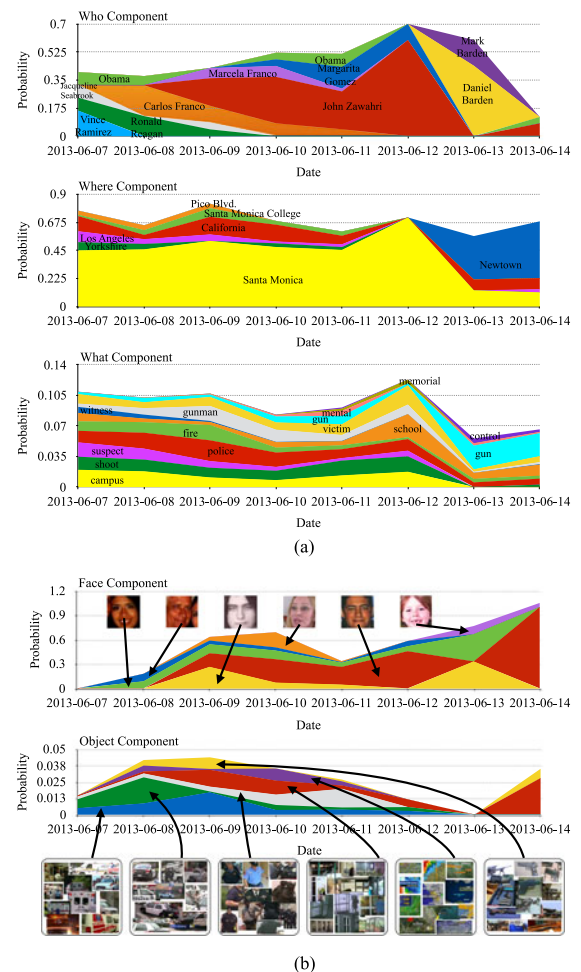 Who Component
0.7
0.525
0.35
0.175
0
Probability
Obama
Jacqueline
Seabrook
Vince
Ramirez
Ronald
Reagan
Carlos Franco
Marcela Franco
Obama
Margarita
Gomez
John Zawahri
Mark
Barden
Daniel
Barden
2013-06-07 2013-06-08 2013-06-09 2013-06-10 2013-06-11 2013-06-12 2013-06-13 2013-06-14
Date
Where Component
0.9
0.675
0.45
0.225
0
Probability
Pico Blvd.
Santa Monica College
California
Los Angeles
Yorkshire
Santa Monica
Newtown
2013-06-07 2013-06-08 2013-06-09 2013-06-10 2013-06-11 2013-06-12 2013-06-13 2013-06-14
Date
What Component
0.14
0.105
0.07
0.035
0
Probability
memorial
witness
gunman
mental
gun
victim
school
control
gun
fire
police
suspect
shoot
campus
2013-06-07 2013-06-08 2013-06-09 2013-06-10 2013-06-11 2013-06-12 2013-06-13 2013-06-14
Date
(a)
Face Component
1.2
0.9
0.6
0.3
0
Probability
2013-06-07 2013-06-08 2013-06-09 2013-06-10 2013-06-11 2013-06-12 2013-06-13 2013-06-14
Date
Object Component
0.05
0.038
0.025
0.013
0
Probability
2013-06-07 2013-06-08 2013-06-09 2013-06-10 2013-06-11 2013-06-12 2013-06-13 2013-06-14
Date
(b)